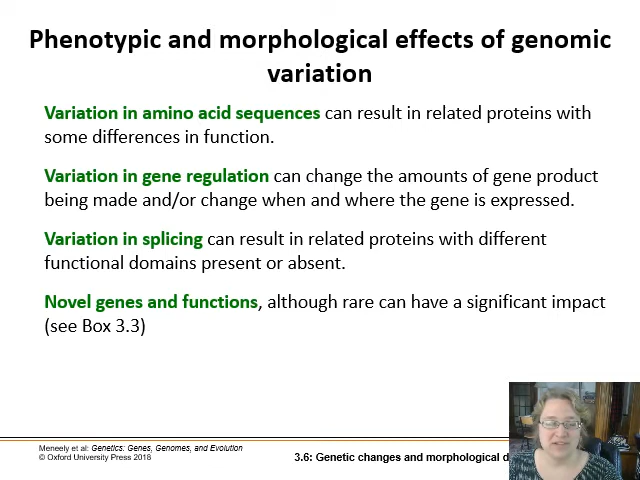 Phenotypic and morphological effects of genomic
variation
Variation in amino acid sequences can result in related proteins with
some differences in function.
Variation in gene regulation can change the amounts of gene product
being made and/or change when and where the gene is expressed.
Variation in splicing can result in related proteins with different
functional domains present or absent.
Novel genes and functions, although rare can have a significant impact
(see Box 3.3)
Meneely et al: Genetics: Genes, Genomes, and Evolution
© Oxford University Press 2018
3.6: Genetic changes and morphological d